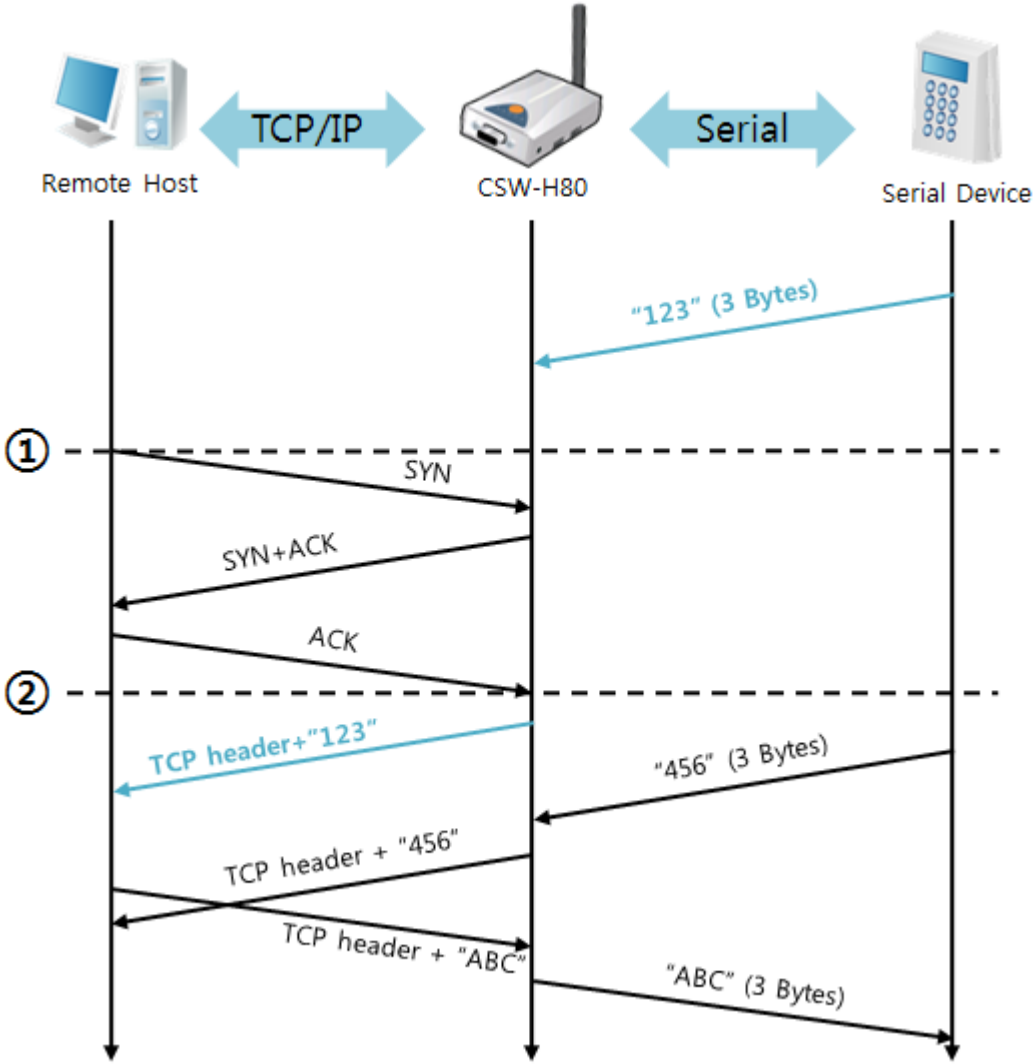 TCP/IP
Serial
Remote Host
CSW-H80
Serial Device
"123" (3 Bytes)
①
SYN
SYN+ACK
ACK
②
TCP header+"123"
"456" (3 Bytes)
TCP header + "456"
TCP header + "ABC"
"ABC" (3 Bytes)